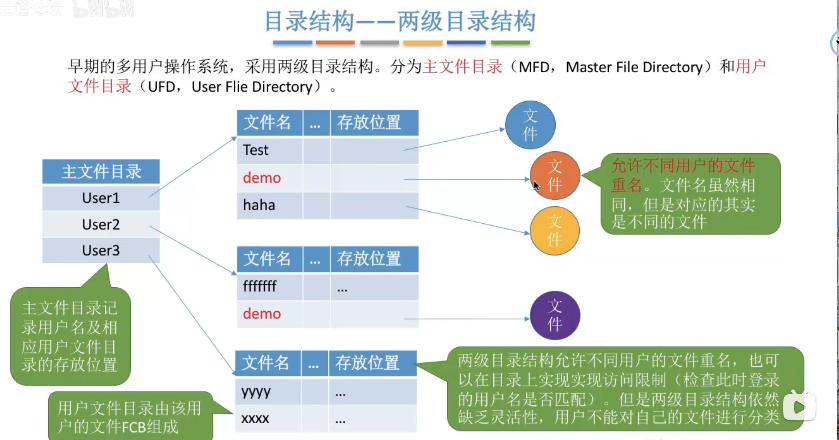 目录结构——两级目录结构
早期的多用户操作系统，采用两级目录结构。分为主文件目录（MFD，Master File Directory）和用户
文件目录（UFD，User Flie Directory）。
文件名 ... 存放位置
Test
demo
haha
文
件
文
件
文
件
允许不同用户的文件
重名。文件名虽然相
同，但是对应的其实
是不同的文件
主文件目录
User1
User2
User3
文件名 ... 存放位置
fffffff ...
demo
文
件
主文件目录记
录用户名及相
应用户文件目
录的存放位置
文件名 ... 存放位置
yyyy ...
xxxx ...
两级目录结构允许不同用户的文件重名，也可
以在目录上实现实现访问限制（检查此时登录
的用户名是否匹配）。但是两级目录结构依然
缺乏灵活性，用户不能对自己的文件进行分类
用户文件目录由该用
户的文件FCB组成
bilibili